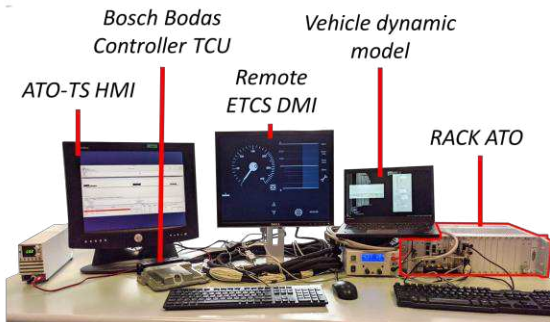 Bosch Bodas
Controller TCU
Vehicle dynamic
model
Remote
ETCS DMI
ATO-TS HMI
RACK ATO